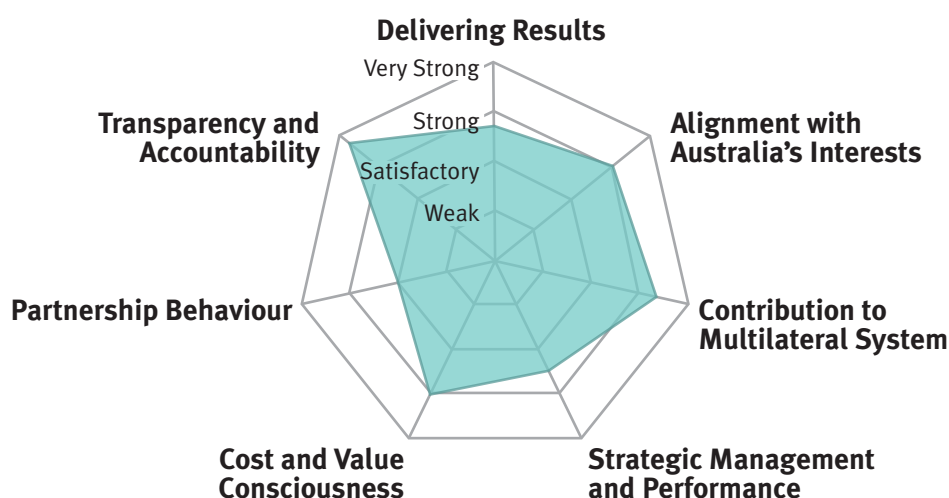 Delivering Results
Very Strong
Strong
Satisfactory
Weak
Transparency and
Accountability
Alignment with
Australia’s Interests
Partnership Behaviour
Contribution to
Multilateral System
Cost and Value
Consciousness
Strategic Management
and Performance